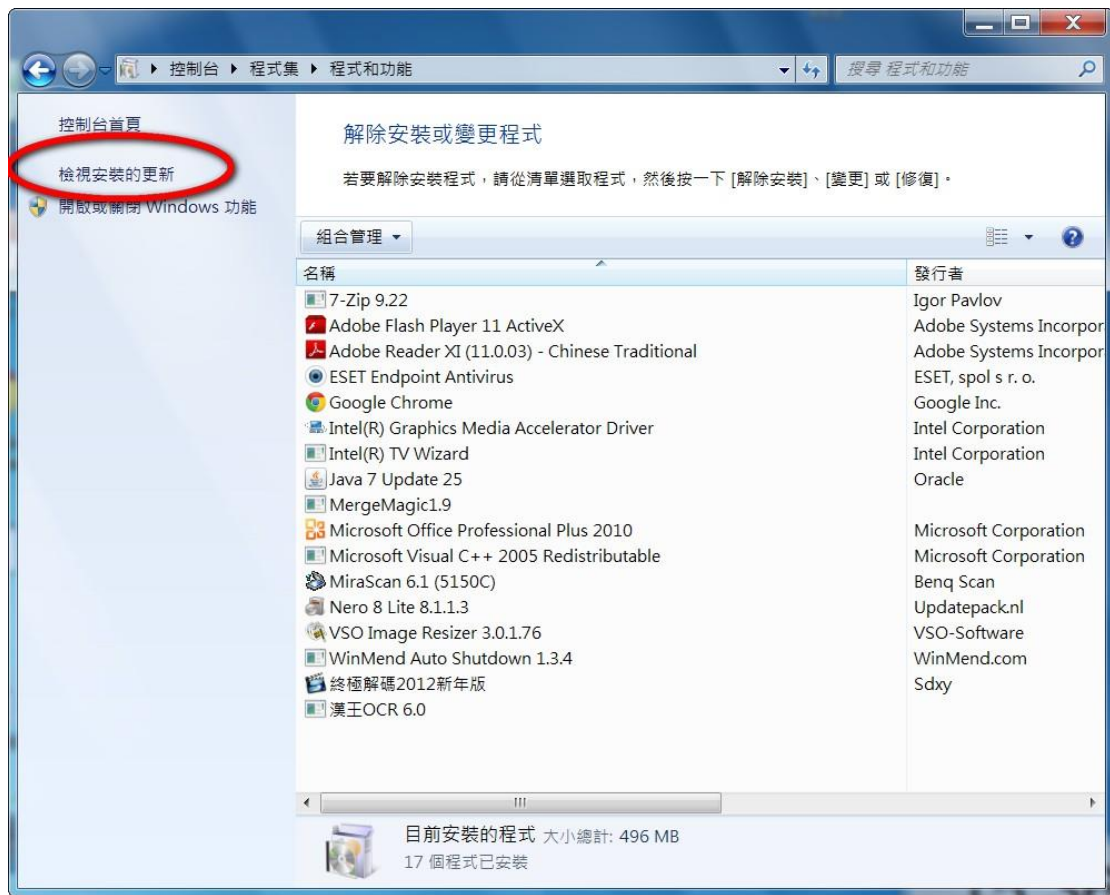 控制台 ▸ 程式集 ▸ 程式和功能
搜尋 程式和功能
控制台首頁
檢視安裝的更新
開啟或關閉 Windows 功能
解除安裝或變更程式
若要解除安裝程式，請從清單選取程式，然後按一下 [解除安裝]、[變更] 或 [修復]。
組合管理
名稱 發行者
7-Zip 9.22 Igor Pavlov
Adobe Flash Player 11 ActiveX Adobe Systems Incorpor
Adobe Reader XI (11.0.03) - Chinese Traditional Adobe Systems Incorpor
ESET Endpoint Antivirus ESET, spol s r. o.
Google Chrome Google Inc.
Intel(R) Graphics Media Accelerator Driver Intel Corporation
Intel(R) TV Wizard Intel Corporation
Java 7 Update 25 Oracle
MergeMagic1.9
Microsoft Office Professional Plus 2010 Microsoft Corporation
Microsoft Visual C++ 2005 Redistributable Microsoft Corporation
MiraScan 6.1 (5150C) Benq Scan
Nero 8 Lite 8.1.1.3 Updatepack.nl
VSO Image Resizer 3.0.1.76 VSO-Software
WinMend Auto Shutdown 1.3.4 WinMend.com
終極解碼2012新年版 Sdxy
漢王OCR 6.0
目前安裝的程式 大小總計: 496 MB
17 個程式已安裝